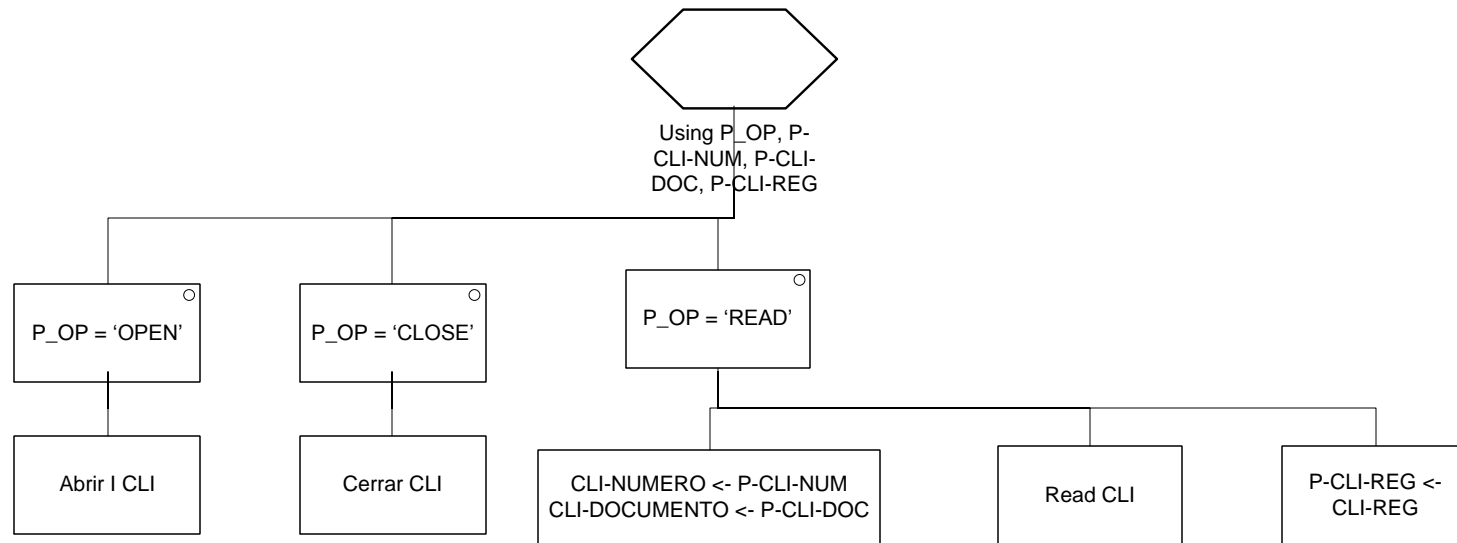 Using P_OP, P-
CLI-NUM, P-CLI-
DOC, P-CLI-REG
P_OP = ‘OPEN’
P_OP = ‘CLOSE’
P_OP = ‘READ’
Abrir I CLI
Cerrar CLI
CLI-NUMERO <- P-CLI-NUM
CLI-DOCUMENTO <- P-CLI-DOC
Read CLI
P-CLI-REG <-
CLI-REG